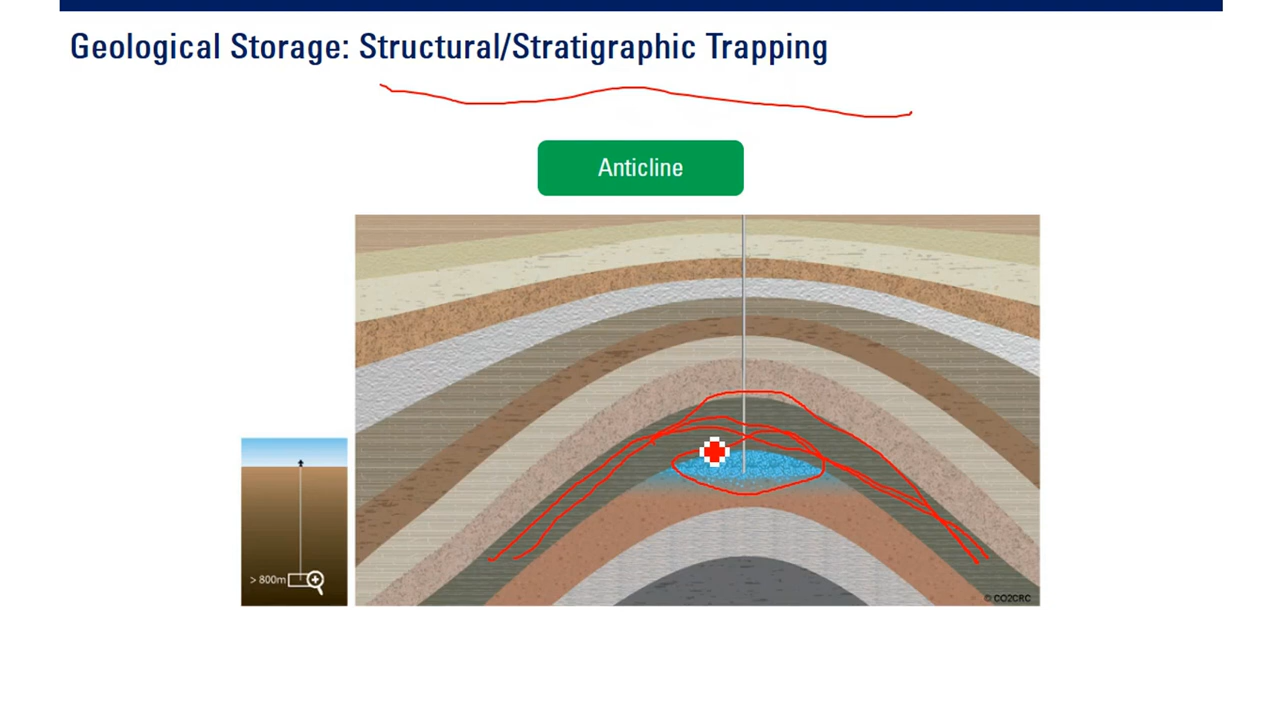 Geological Storage: Structural/Stratigraphic Trapping
Anticline
> 800m
© CO2CRC